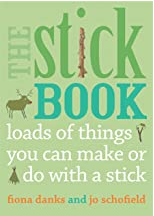 THE
stick
BOOK
loads of things
you can make or
do with a stick
fiona danks and jo schofield